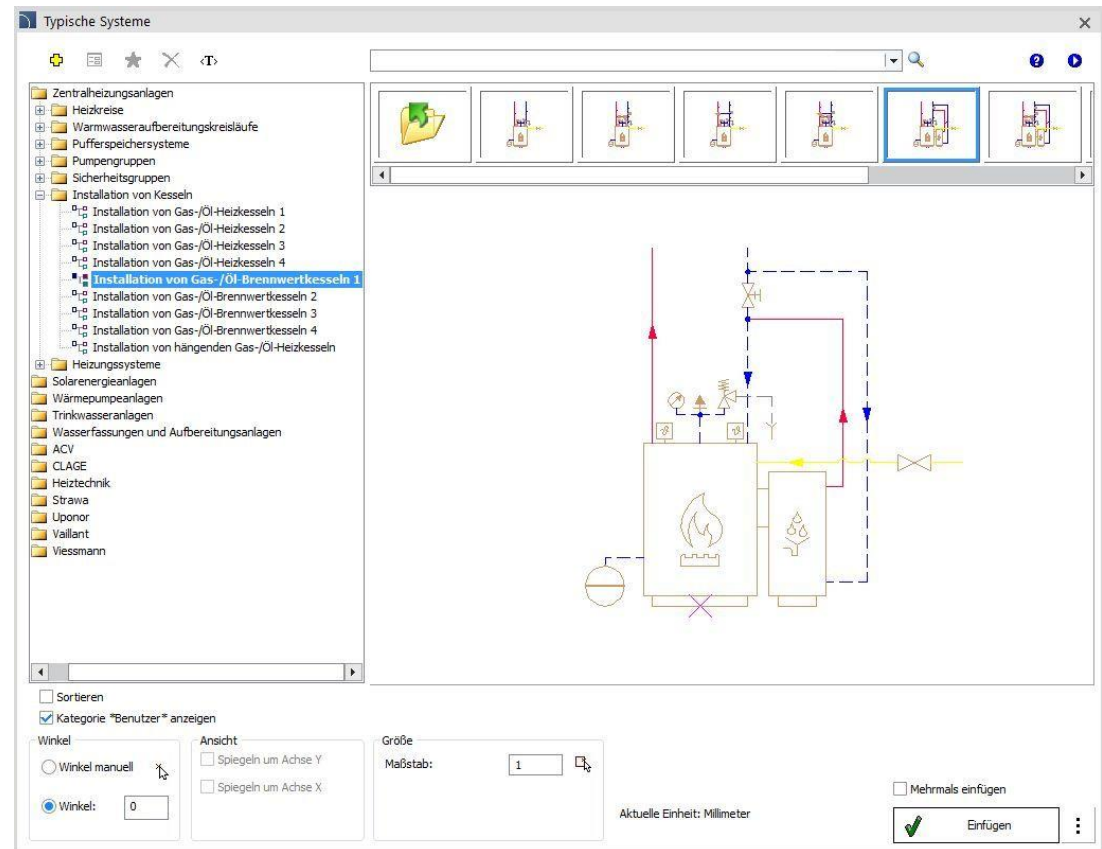 Typische Systeme
<T>
Zentralheizungsanlagen
Heizkreise
Warmwasseraufbereitungskreisläufe
Pufferspeichersysteme
Pumpengruppen
Sicherheitsgruppen
Installation von Kesseln
Installation von Gas-/Öl-Heizkesseln 1
Installation von Gas-/Öl-Heizkesseln 2
Installation von Gas-/Öl-Heizkesseln 3
Installation von Gas-/Öl-Heizkesseln 4
Installation von Gas-/Öl-Brennwertkesseln 1
Installation von Gas-/Öl-Brennwertkesseln 2
Installation von Gas-/Öl-Brennwertkesseln 3
Installation von Gas-/Öl-Brennwertkesseln 4
Installation von hängenden Gas-/Öl-Heizkesseln
Heizungssysteme
Solarenergieanlagen
Wärmepumpeanlagen
Trinkwasseranlagen
Wasserfassungen und Aufbereitungsanlagen
ACV
CLAGE
Heiztechnik
Strawa
Uponor
Vaillant
Viessmann
Sortieren
Kategorie *Benutzer* anzeigen
Winkel
Winkel manuell
Winkel: 0
Ansicht
Spiegeln um Achse Y
Spiegeln um Achse X
Größe
Maßstab: 1
Aktuelle Einheit: Millimeter
Mehrmals einfügen
Einfügen